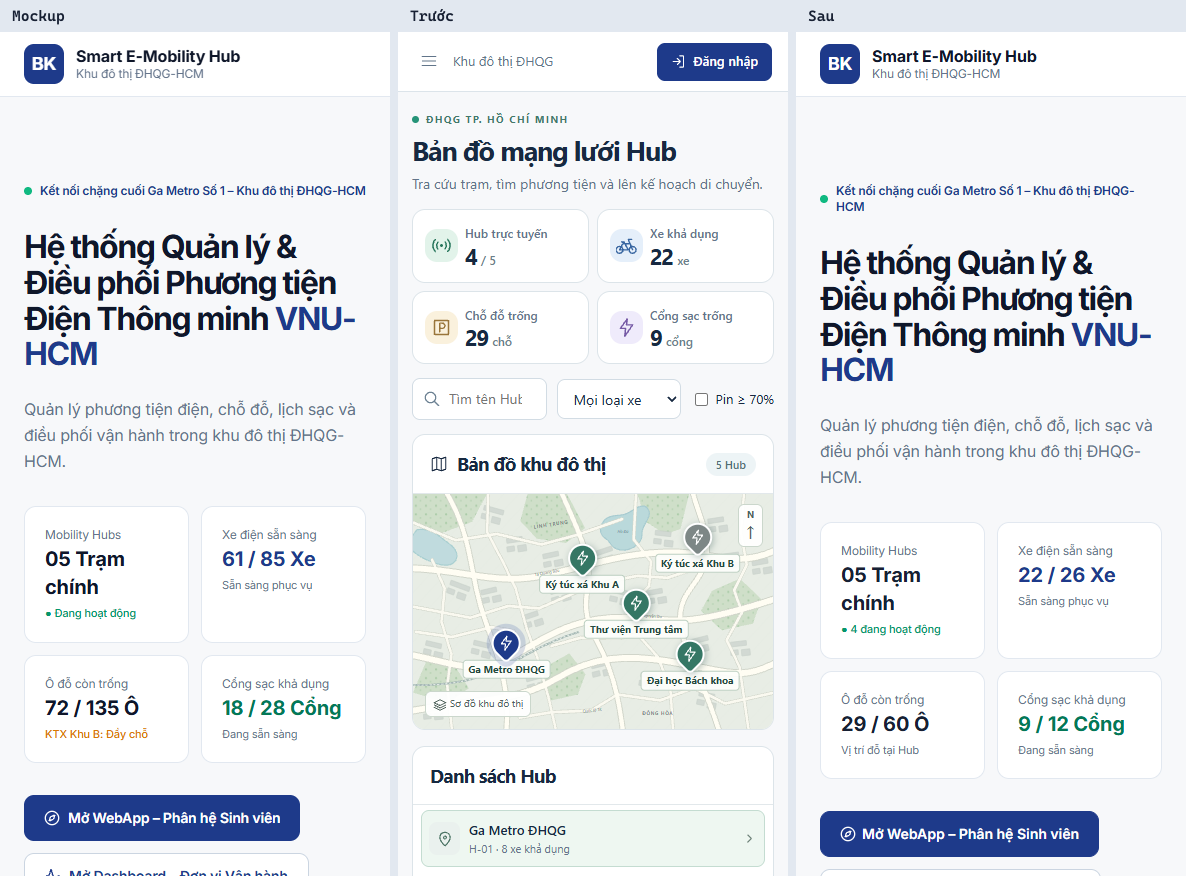 Mockup
BK
Smart E-Mobility Hub
Khu đô thị ĐHQG-HCM
Kết nối chặng cuối Ga Metro Số 1 – Khu đô thị ĐHQG-HCM
Hệ thống Quản lý &
Điều phối Phương tiện
Điện Thông minh VNU-
HCM
Quản lý phương tiện điện, chỗ đỗ, lịch sạc và
điều phối vận hành trong khu đô thị ĐHQG-
HCM.
Mobility Hubs
05 Trạm
chính
● Đang hoạt động
Xe điện sẵn sàng
61 / 85 Xe
Sẵn sàng phục vụ
Ô đỗ còn trống
72 / 135 Ô
KTX Khu B: Đầy chỗ
Cổng sạc khả dụng
18 / 28 Cổng
Đang sẵn sàng
Mở WebApp – Phân hệ Sinh viên
Mở Dashboard – Đơn vị Vận hành
Trước
Khu đô thị ĐHQG
Đăng nhập
ĐHQG TP. HỒ CHÍ MINH
Bản đồ mạng lưới Hub
Tra cứu trạm, tìm phương tiện và lên kế hoạch di chuyển.
Hub trực tuyến
4 / 5
Xe khả dụng
22 xe
Chỗ đỗ trống
29 chỗ
Cổng sạc trống
9 cổng
Tìm tên Hub
Mọi loại xe
Pin ≥ 70%
Bản đồ khu đô thị
5 Hub
LINH TRUNG
N
Ký túc xá Khu B
Ký túc xá Khu A
Thư viện Trung tâm
Ga Metro ĐHQG
Đại học Bách khoa
Sơ đồ khu đô thị
ĐÔNG HÒA
Danh sách Hub
Ga Metro ĐHQG
H-01 · 8 xe khả dụng
Sau
BK
Smart E-Mobility Hub
Khu đô thị ĐHQG-HCM
Kết nối chặng cuối Ga Metro Số 1 – Khu đô thị ĐHQG-
HCM
Hệ thống Quản lý &
Điều phối Phương tiện
Điện Thông minh VNU-
HCM
Quản lý phương tiện điện, chỗ đỗ, lịch sạc và
điều phối vận hành trong khu đô thị ĐHQG-
HCM.
Mobility Hubs
05 Trạm
chính
● 4 đang hoạt động
Xe điện sẵn sàng
22 / 26 Xe
Sẵn sàng phục vụ
Ô đỗ còn trống
29 / 60 Ô
Vị trí đỗ tại Hub
Cổng sạc khả dụng
9 / 12 Cổng
Đang sẵn sàng
Mở WebApp – Phân hệ Sinh viên